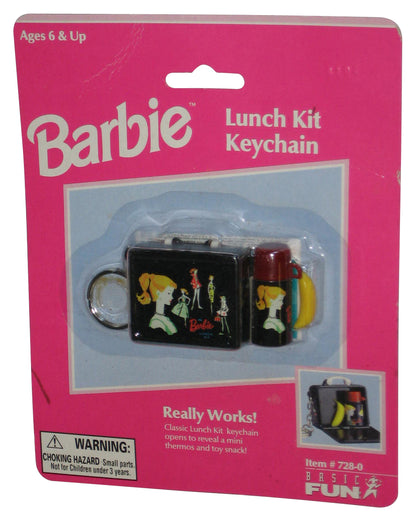 Ages 6 & Up
Barbie™
Lunch Kit
Keychain
Barbie
Really Works!
Classic Lunch Kit keychain
opens to reveal a mini
thermos and toy snack!
WARNING:
CHOKING HAZARD-Small parts.
Not for Children under 3 years.
Item # 728-0
BASIC
FUN